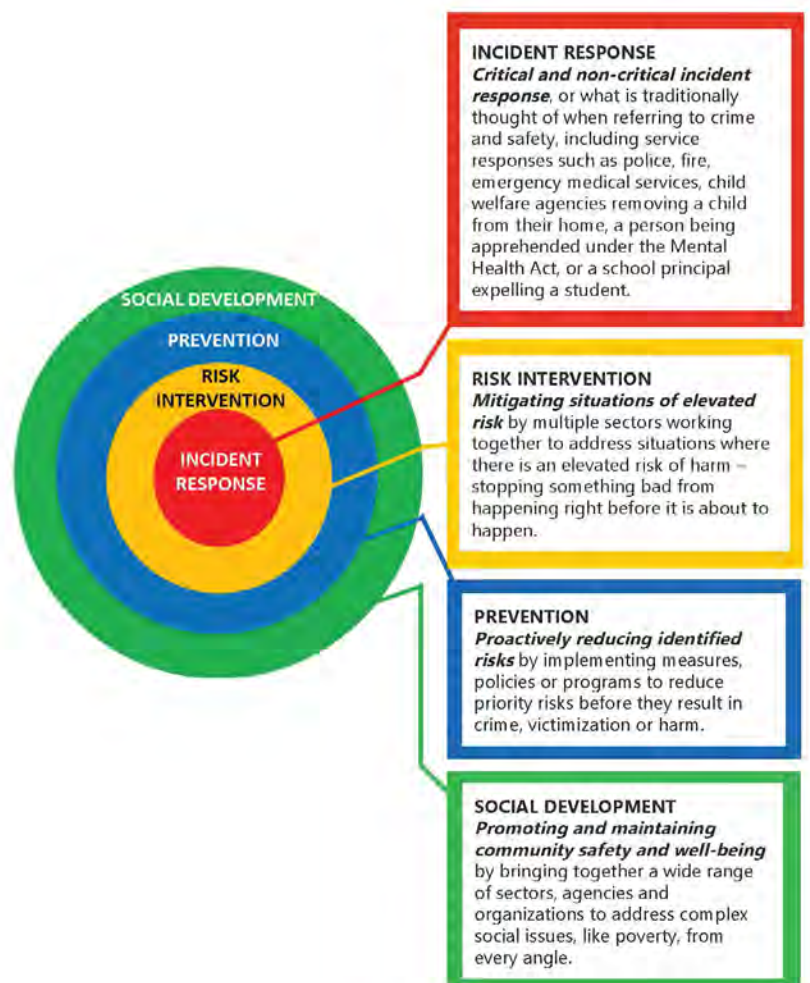 SOCIAL DEVELOPMENT
PREVENTION
RISK
INTERVENTION
INCIDENT
RESPONSE
INCIDENT RESPONSE
Critical and non-critical incident
response, or what is traditionally
thought of when referring to crime
and safety, including service
responses such as police, fire,
emergency medical services, child
welfare agencies removing a child
from their home, a person being
apprehended under the Mental
Health Act, or a school principal
expelling a student.
RISK INTERVENTION
Mitigating situations of elevated
risk by multiple sectors working
together to address situations where
there is an elevated risk of harm –
stopping something bad from
happening right before it is about to
happen.
PREVENTION
Proactively reducing identified
risks by implementing measures,
policies or programs to reduce
priority risks before they result in
crime, victimization or harm.
SOCIAL DEVELOPMENT
Promoting and maintaining
community safety and well-being
by bringing together a wide range
of sectors, agencies and
organizations to address complex
social issues, like poverty, from
every angle.